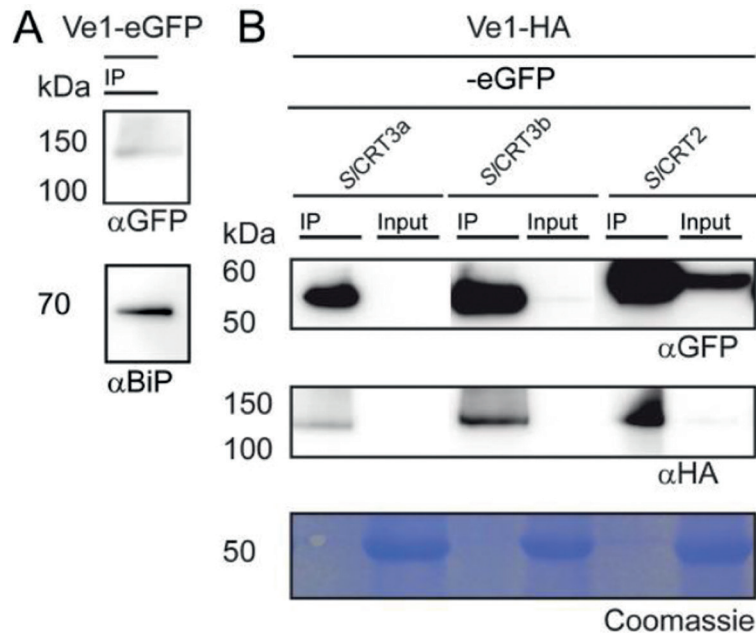 A Ve1-eGFP
IP
kDa
150
100
αGFP
70
αBiP
B Ve1-HA
-eGFP
SlCRT3a SlCRT3b SlCRT2
IP Input IP Input IP Input
kDa
60
50
αGFP
150
100
αHA
50
Coomassie